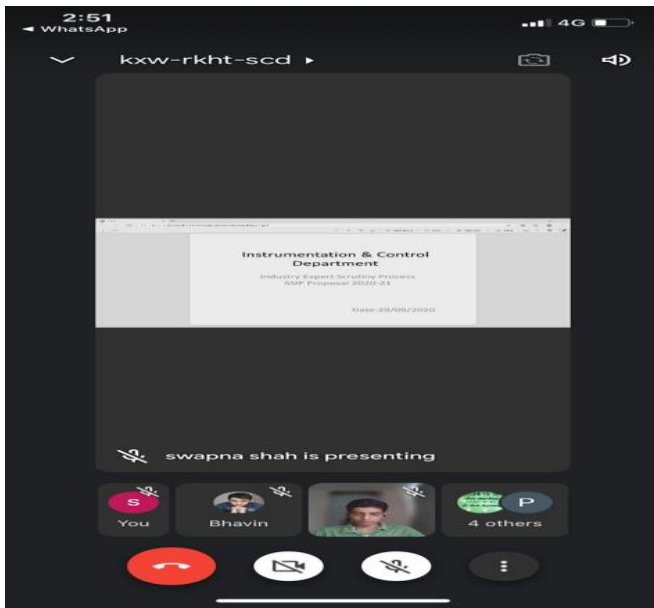 2:51
4G
WhatsApp
kxw-rkht-scd
Instrumentation & Control
Department
Industry Expert Scrutiny Process
SSIP Proposal 2020-21
Date:29/09/2020
swapna shah is presenting
S
P
You
Bhavin
4 others